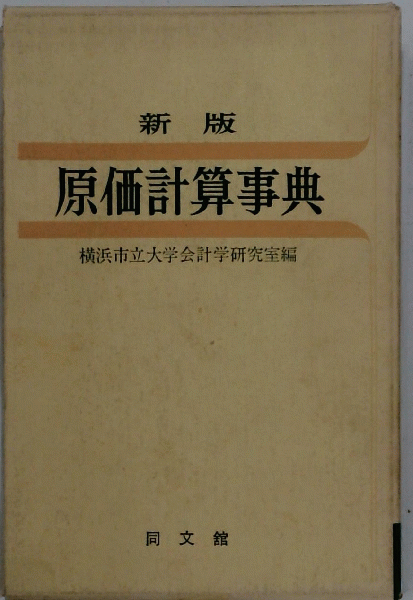 新版
原価計算事典
横浜市立大学会計学研究室編
同文舘